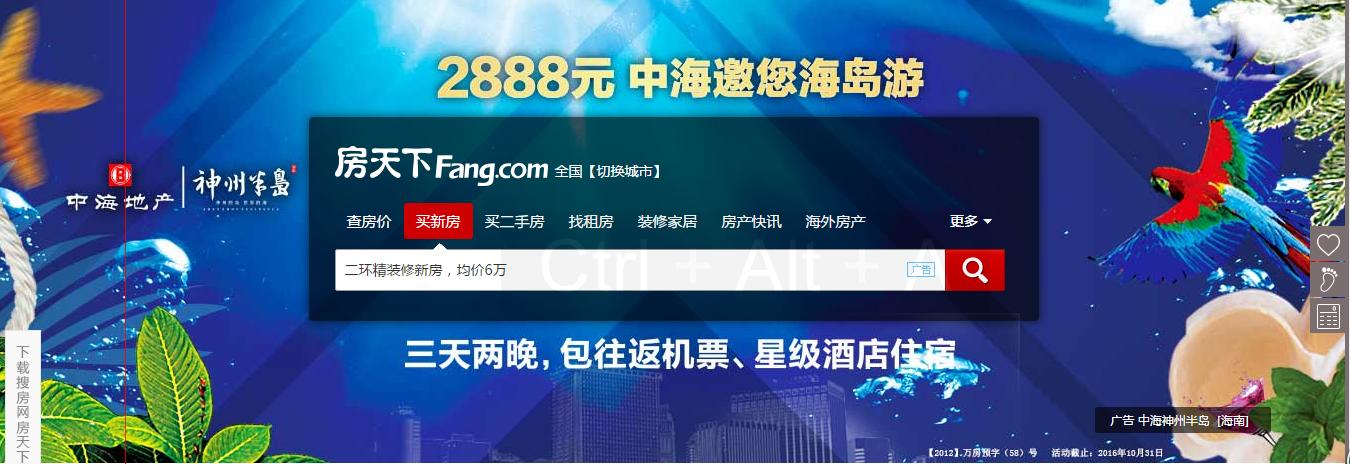 2888元 中海邀您海岛游
房天下Fang.com 全国【切换城市】
中海地产 神州半岛
查房价 买新房 买二手房 找租房 装修家居 房产快讯 海外房产 更多
二环精装修新房，均价6万 广告
Ctrl + Alt + A
三天两晚，包往返机票、星级酒店住宿
下载搜房网房天下
广告 中海神州半岛 [海南]
【2012】.万房预字（58）号 活动截止：2016年10月31日